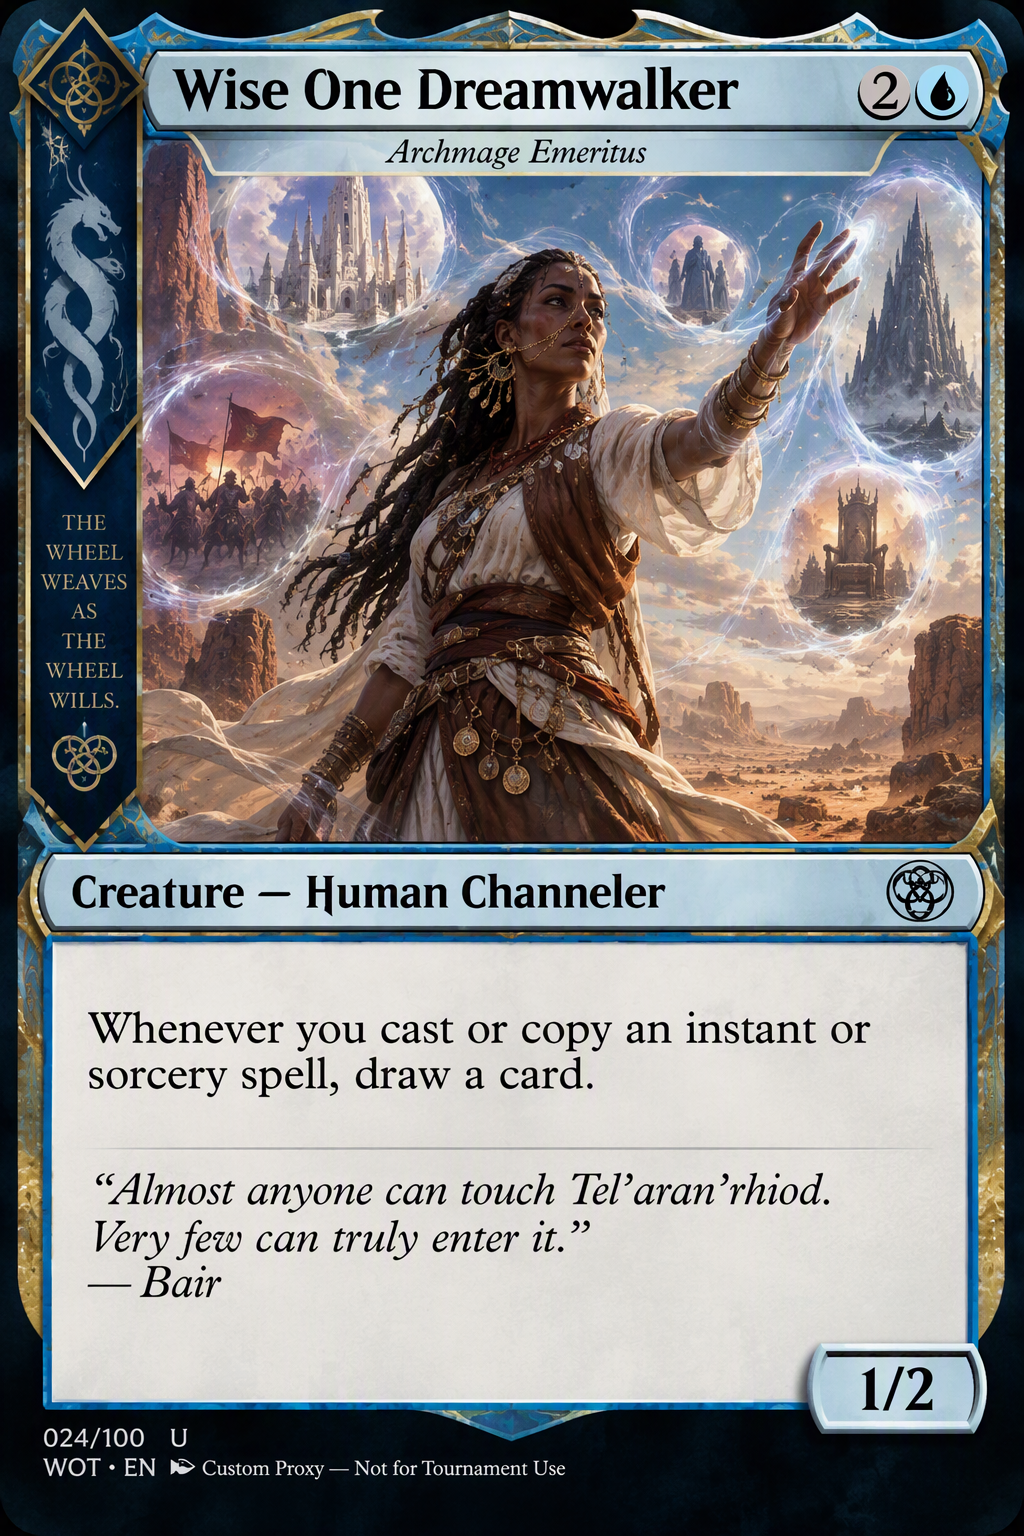 Wise One Dreamwalker
2
Archmage Emeritus
THE
WHEEL
WEAVES
AS
THE
WHEEL
WILLS.
Creature — Human Channeler
Whenever you cast or copy an instant or
sorcery spell, draw a card.
“Almost anyone can touch Tel’aran’rhiod.
Very few can truly enter it.”
— Bair
1/2
024/100 U
WOT • EN Custom Proxy — Not for Tournament Use